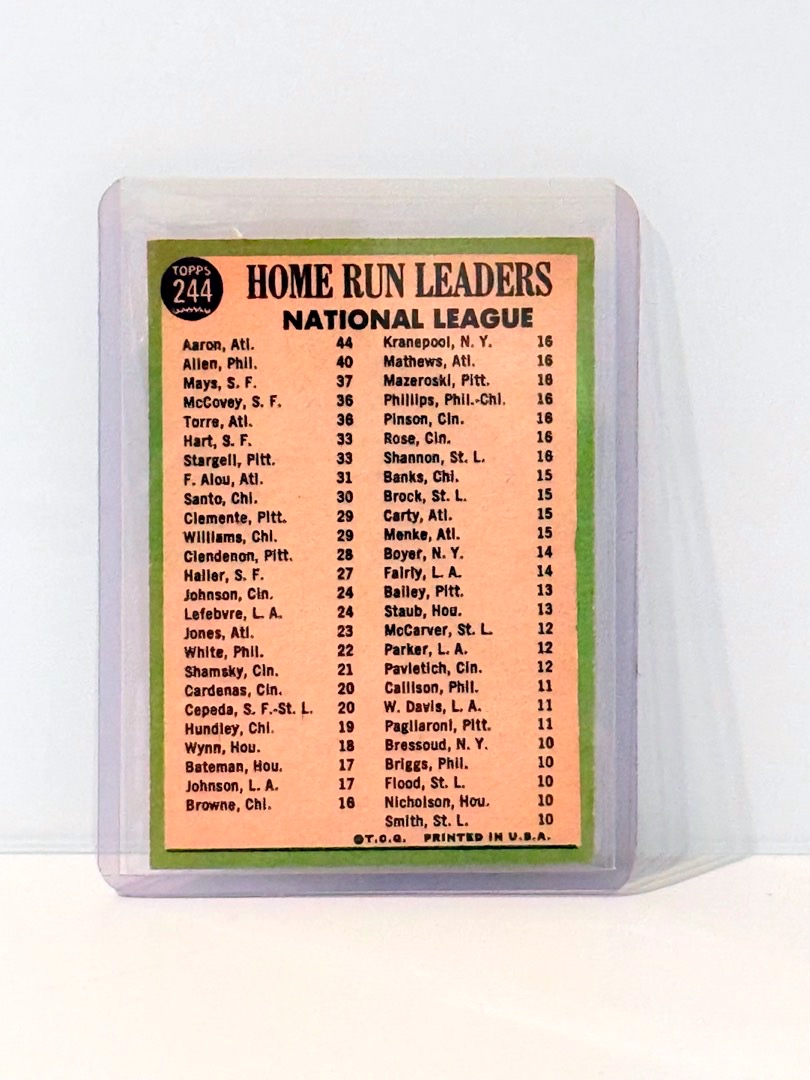 TOPPS
244
HOME RUN LEADERS
NATIONAL LEAGUE
Aaron, Atl. 44
Allen, Phil. 40
Mays, S. F. 37
McCovey, S. F. 36
Torre, Atl. 36
Hart, S. F. 33
Stargell, Pitt. 33
F. Alou, Atl. 31
Santo, Chi. 30
Clemente, Pitt. 29
Williams, Chi. 29
Clendenon, Pitt. 28
Haller, S. F. 27
Johnson, Cin. 24
Lefebvre, L. A. 24
Jones, Atl. 23
White, Phil. 22
Shamsky, Cin. 21
Cardenas, Cin. 20
Cepeda, S. F.-St. L. 20
Hundley, Chi. 19
Wynn, Hou. 18
Bateman, Hou. 17
Johnson, L. A. 17
Browne, Chi. 16
Kranepool, N. Y. 16
Mathews, Atl. 16
Mazeroski, Pitt. 16
Phillips, Phil.-Chi. 16
Pinson, Cin. 16
Rose, Cin. 16
Shannon, St. L. 16
Banks, Chi. 15
Brock, St. L. 15
Carty, Atl. 15
Menke, Atl. 15
Boyer, N. Y. 14
Fairly, L. A. 14
Bailey, Pitt. 13
Staub, Hou. 13
McCarver, St. L. 12
Parker, L. A. 12
Pavletich, Cin. 12
Callison, Phil. 11
W. Davis, L. A. 11
Pagliaroni, Pitt. 11
Bressoud, N. Y. 10
Briggs, Phil. 10
Flood, St. L. 10
Nicholson, Hou. 10
Smith, St. L. 10
©T.C.G. PRINTED IN U.S.A.